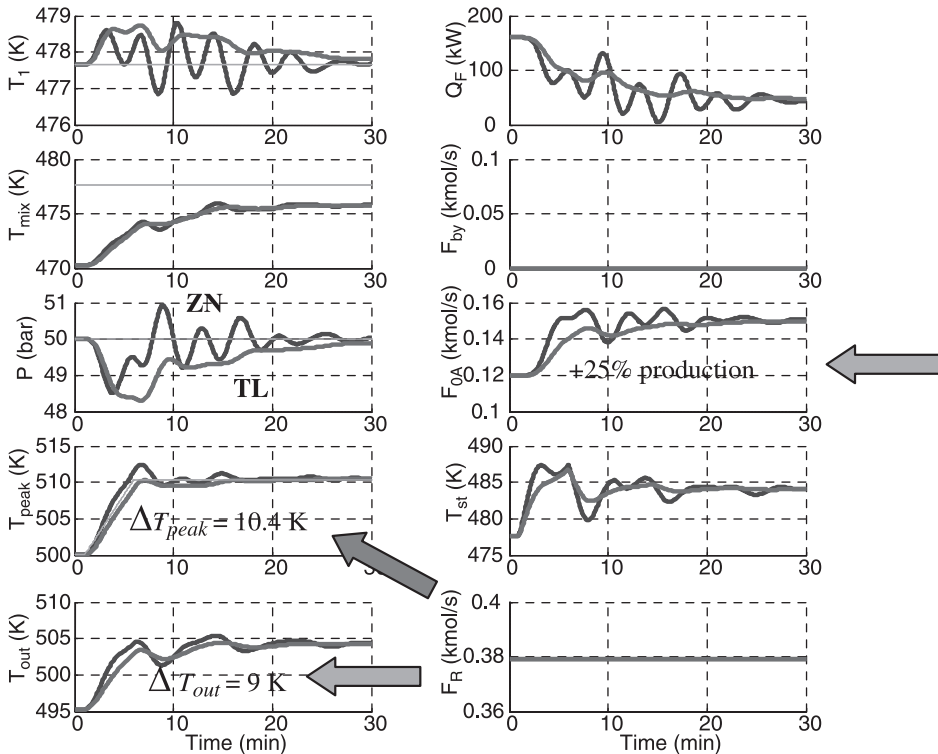 T1 (K)
479
478
477
476
0 10 20 30
QF (kW)
200
100
0
0 10 20 30
Tmix (K)
480
475
470
0 10 20 30
Fby (kmol/s)
0.1
0.05
0
0 10 20 30
P (bar)
51
50
49
48
ZN
TL
0 10 20 30
F0A (kmol/s)
0.16
0.14
0.12
0.1
+25% production
0 10 20 30
Tpeak (K)
515
510
505
500
ΔTpeak = 10.4 K
0 10 20 30
Tst (K)
490
485
480
475
0 10 20 30
Tout (K)
510
505
500
495
Δ Tout = 9 K
0 10 20 30
Time (min)
FR (kmol/s)
0.4
0.38
0.36
0 10 20 30
Time (min)